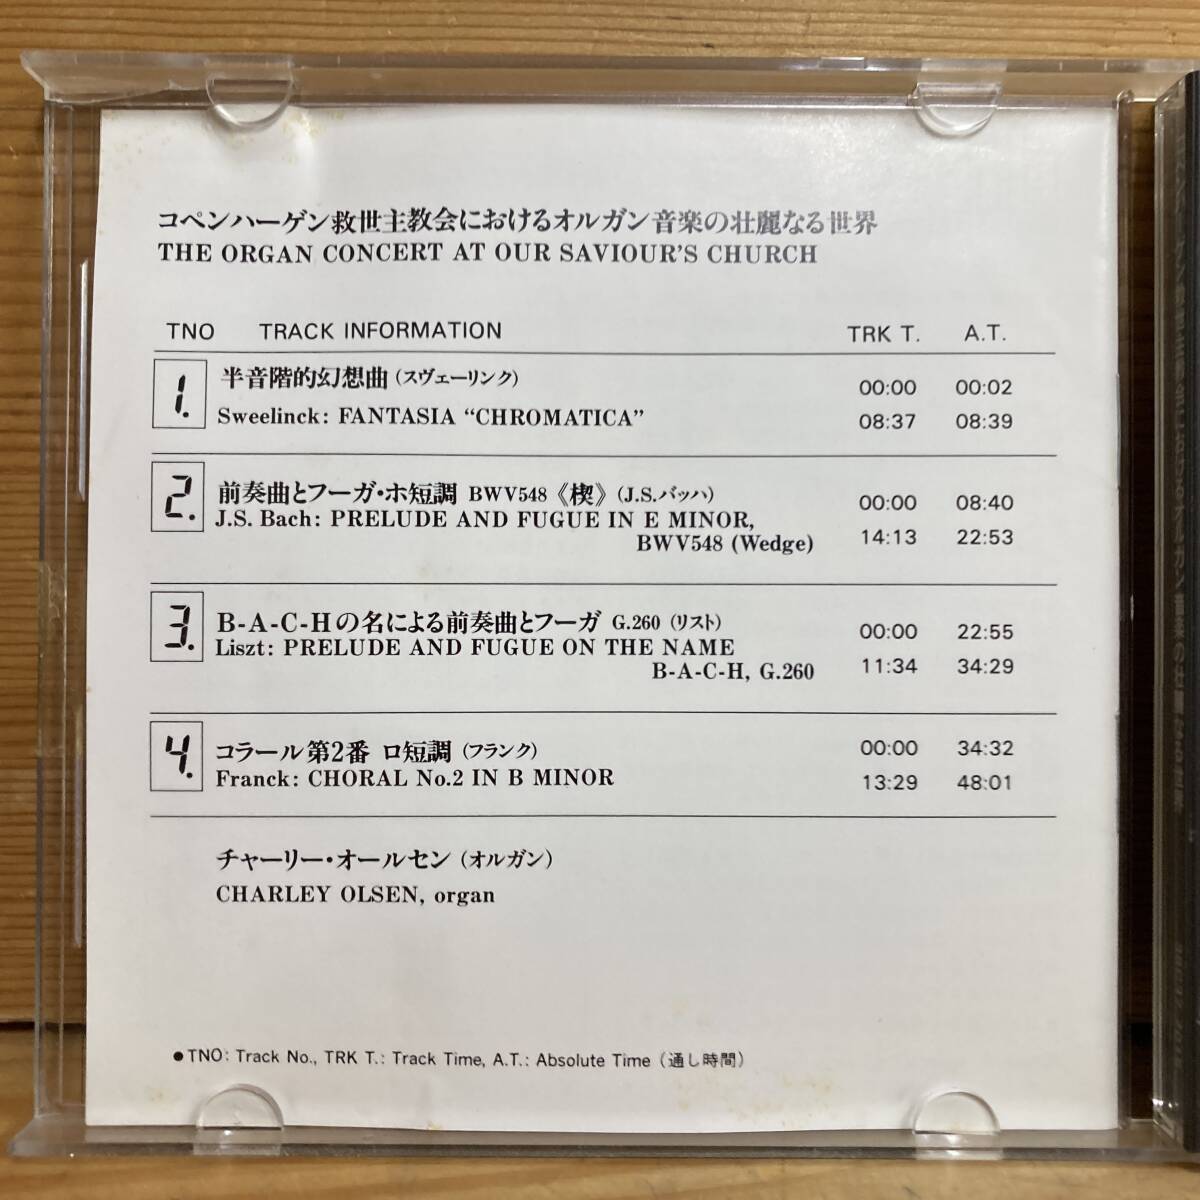 コペンハーゲン救世主教会におけるオルガン音楽の壮麗なる世界
THE ORGAN CONCERT AT OUR SAVIOUR'S CHURCH
TNO TRACK INFORMATION TRK T. A.T.
1. 半音階的幻想曲（スヴェーリンク） 00:00 00:02
Sweelinck: FANTASIA “CHROMATICA” 08:37 08:39
2. 前奏曲とフーガ・ホ短調 BWV548《楔》（J.S.バッハ） 00:00 08:40
J.S. Bach: PRELUDE AND FUGUE IN E MINOR,
BWV548 (Wedge) 14:13 22:53
3. B-A-C-Hの名による前奏曲とフーガ G.260（リスト） 00:00 22:55
Liszt: PRELUDE AND FUGUE ON THE NAME
B-A-C-H, G.260 11:34 34:29
4. コラール第2番 ロ短調（フランク） 00:00 34:32
Franck: CHORAL No.2 IN B MINOR 13:29 48:01
チャーリー・オールセン（オルガン）
CHARLEY OLSEN, organ
●TNO: Track No., TRK T.: Track Time, A.T.: Absolute Time（通し時間）